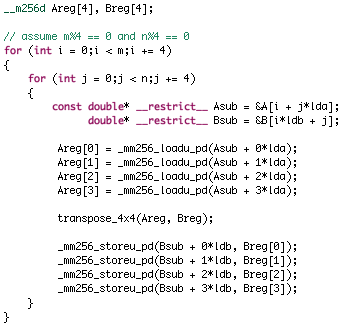 __m256d Areg[4], Breg[4];
// assume m%4 == 0 and n%4 == 0
for (int i = 0;i < m;i += 4)
{
for (int j = 0;j < n;j += 4)
{
const double* __restrict__ Asub = &A[i + j*lda];
double* __restrict__ Bsub = &B[i*ldb + j];
Areg[0] = _mm256_loadu_pd(Asub + 0*lda);
Areg[1] = _mm256_loadu_pd(Asub + 1*lda);
Areg[2] = _mm256_loadu_pd(Asub + 2*lda);
Areg[3] = _mm256_loadu_pd(Asub + 3*lda);
transpose_4x4(Areg, Breg);
_mm256_storeu_pd(Bsub + 0*ldb, Breg[0]);
_mm256_storeu_pd(Bsub + 1*ldb, Breg[1]);
_mm256_storeu_pd(Bsub + 2*ldb, Breg[2]);
_mm256_storeu_pd(Bsub + 3*ldb, Breg[3]);
}
}